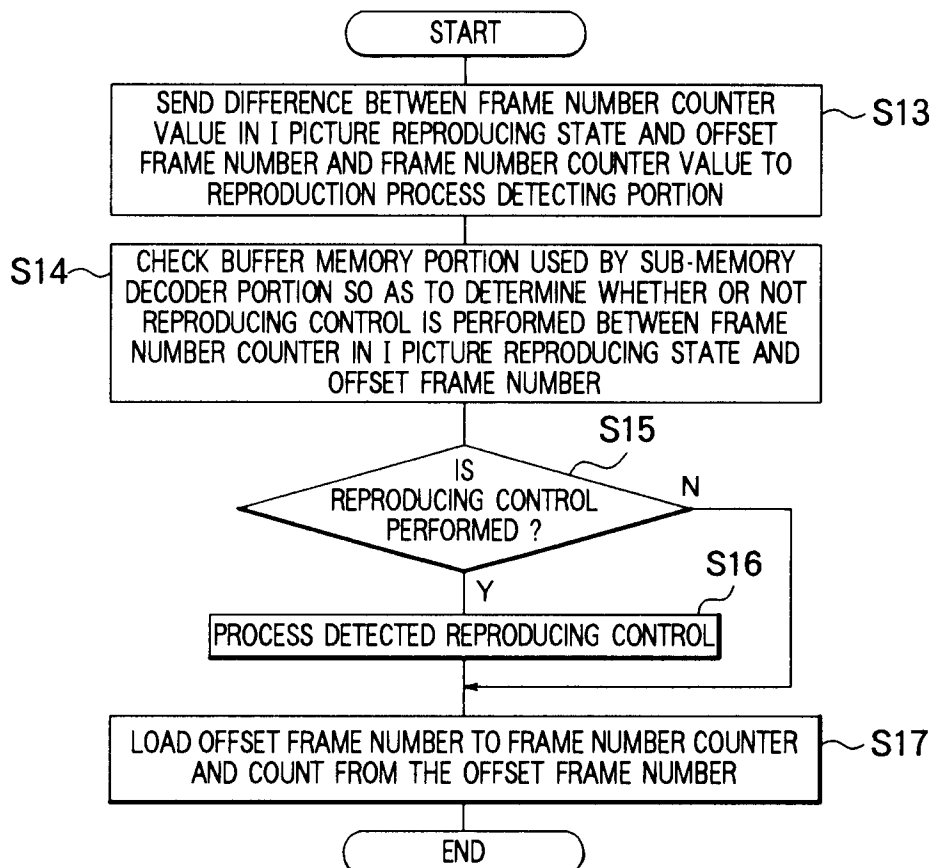 START
SEND DIFFERENCE BETWEEN FRAME NUMBER COUNTER
VALUE IN I PICTURE REPRODUCING STATE AND OFFSET
FRAME NUMBER AND FRAME NUMBER COUNTER VALUE TO
REPRODUCTION PROCESS DETECTING PORTION
S13
S14
CHECK BUFFER MEMORY PORTION USED BY SUB-MEMORY
DECODER PORTION SO AS TO DETERMINE WHETHER OR NOT
REPRODUCING CONTROL IS PERFORMED BETWEEN FRAME
NUMBER COUNTER IN I PICTURE REPRODUCING STATE AND
OFFSET FRAME NUMBER
S15
IS
REPRODUCING CONTROL
PERFORMED ?
N
Y
S16
PROCESS DETECTED REPRODUCING CONTROL
LOAD OFFSET FRAME NUMBER TO FRAME NUMBER COUNTER
AND COUNT FROM THE OFFSET FRAME NUMBER
S17
END